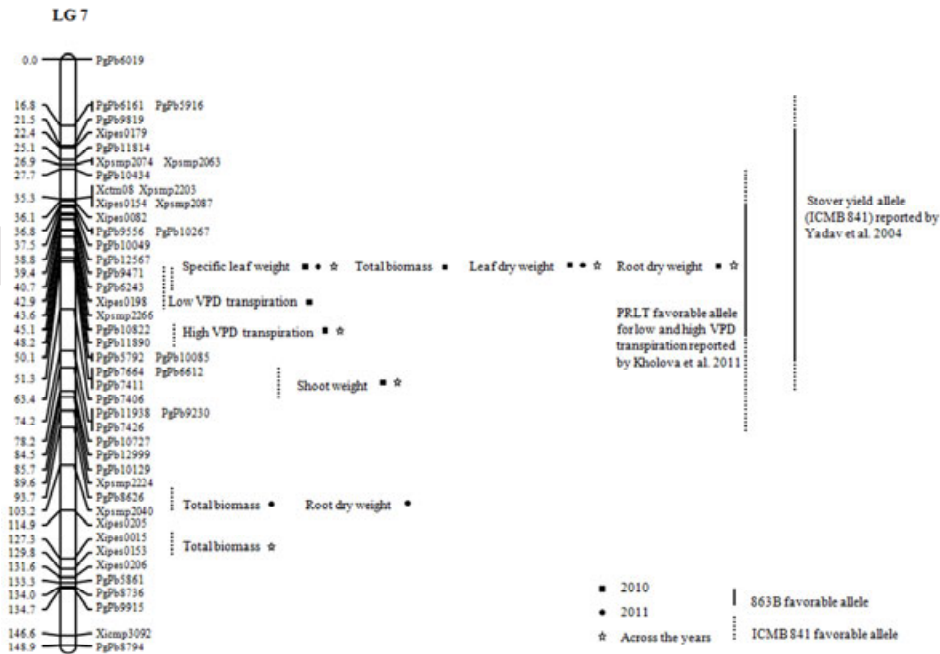 LG 7
0.0 PgPb6019
16.8 PgPb6161 PgPb5916
21.5 PgPb9819
22.4 Xipes0179
25.1 PgPb11814
26.9 Xpsmp2074 Xpsmp2063
27.7 PgPb10434
Xctm08 Xpsmp2203
35.3 Xipes0154 Xpsmp2087
36.1 Xipes0082
36.8 PgPb9556 PgPb10267
37.5 PgPb10049
38.8 PgPb12567
39.4 PgPb9471
40.7 PgPb6243
42.9 Xipes0198
43.6 Xpsmp2266
45.1 PgPb10822
48.2 PgPb11890
50.1 PgPb5792 PgPb10085
51.3 PgPb7664 PgPb6612
PgPb7411
63.4 PgPb7406
74.2 PgPb11938 PgPb9230
PgPb7426
78.2 PgPb10727
84.5 PgPb12999
85.7 PgPb10129
89.6 Xpsmp2224
93.7 PgPb8626
103.2 Xpsmp2040
114.9 Xipes0205
127.3 Xipes0015
129.8 Xipes0153
131.6 Xipes0206
133.3 PgPb5861
134.0 PgPb8736
134.7 PgPb9915
146.6 Xicmp3092
148.9 PgPb8794
Specific leaf weight ■ ● ☆ Total biomass ■ Leaf dry weight ■ ● ☆ Root dry weight ■ ☆
Low VPD transpiration ■
High VPD transpiration ■ ☆
Shoot weight ■ ☆
Total biomass ● Root dry weight ●
Total biomass ☆
PRLT favorable allele
for low and high VPD
transpiration reported
by Kholova et al. 2011
Stover yield allele
(ICMB 841) reported by
Yadav et al. 2004
■ 2010
● 2011
☆ Across the years
863B favorable allele
ICMB 841 favorable allele